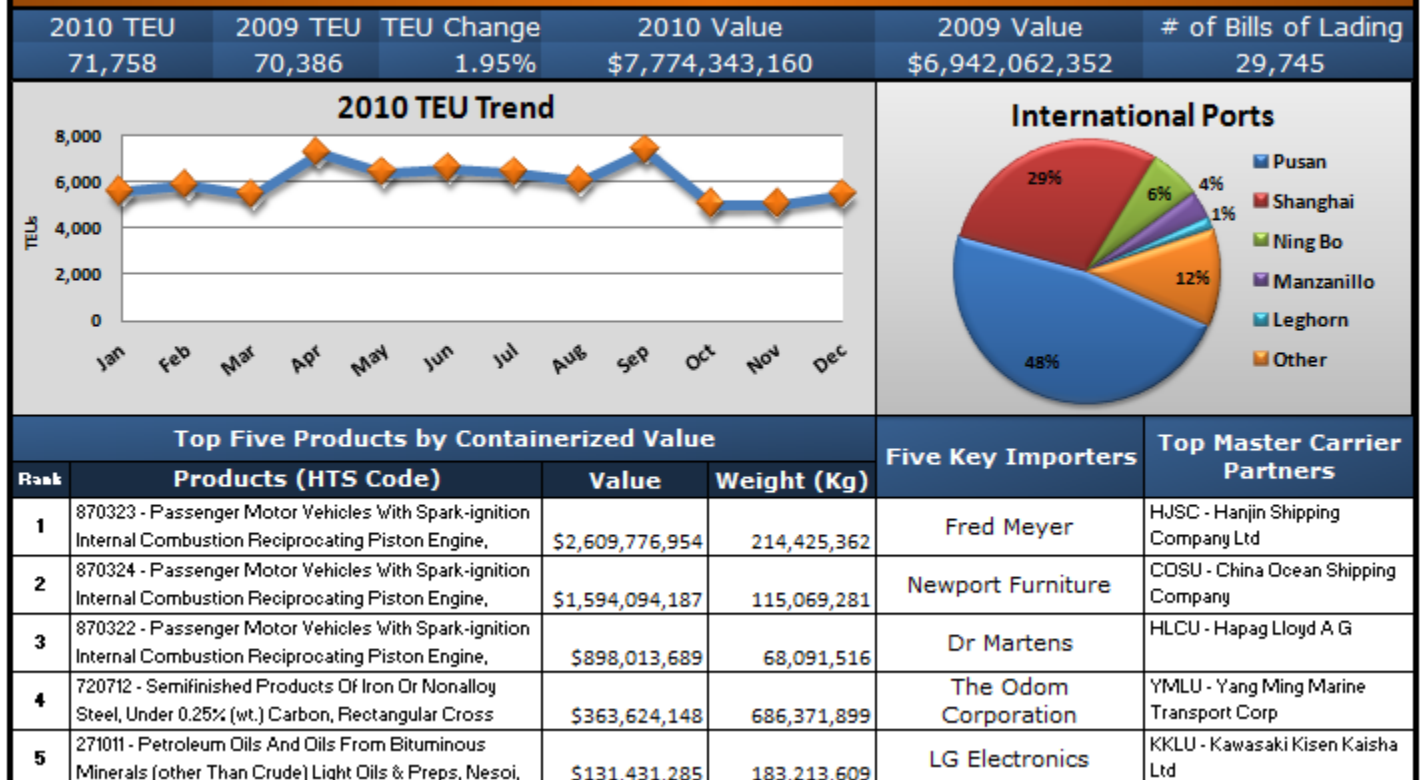 2010 TEU 2009 TEU TEU Change 2010 Value 2009 Value # of Bills of Lading
71,758 70,386 1.95% $7,774,343,160 $6,942,062,352 29,745
2010 TEU Trend
8,000
6,000
4,000
2,000
0
TEUs
Jan Feb Mar Apr May Jun Jul Aug Sep Oct Nov Dec
International Ports
29%
6%
4%
1%
12%
48%
Pusan
Shanghai
Ning Bo
Manzanillo
Leghorn
Other
Top Five Products by Containerized Value
Rank Products (HTS Code) Value Weight (Kg)
Five Key Importers
Top Master Carrier
Partners
1
870323 - Passenger Motor Vehicles With Spark-ignition
Internal Combustion Reciprocating Piston Engine,
$2,609,776,954 214,425,362
Fred Meyer
HJSC - Hanjin Shipping
Company Ltd
2
870324 - Passenger Motor Vehicles With Spark-ignition
Internal Combustion Reciprocating Piston Engine,
$1,594,094,187 115,069,281
Newport Furniture
COSU - China Ocean Shipping
Company
3
870322 - Passenger Motor Vehicles With Spark-ignition
Internal Combustion Reciprocating Piston Engine,
$898,013,689 68,091,516
Dr Martens
HLCU - Hapag Lloyd A G
4
720712 - Semifinished Products Of Iron Or Nonalloy
Steel, Under 0.25% (wt.) Carbon, Rectangular Cross
$363,624,148 686,371,899
The Odom
Corporation
YMLU - Yang Ming Marine
Transport Corp
5
271011 - Petroleum Oils And Oils From Bituminous
Minerals (other Than Crude) Light Oils & Preps, Nesoi,
$131,431,285 183,213,609
LG Electronics
KKLU - Kawasaki Kisen Kaisha
Ltd